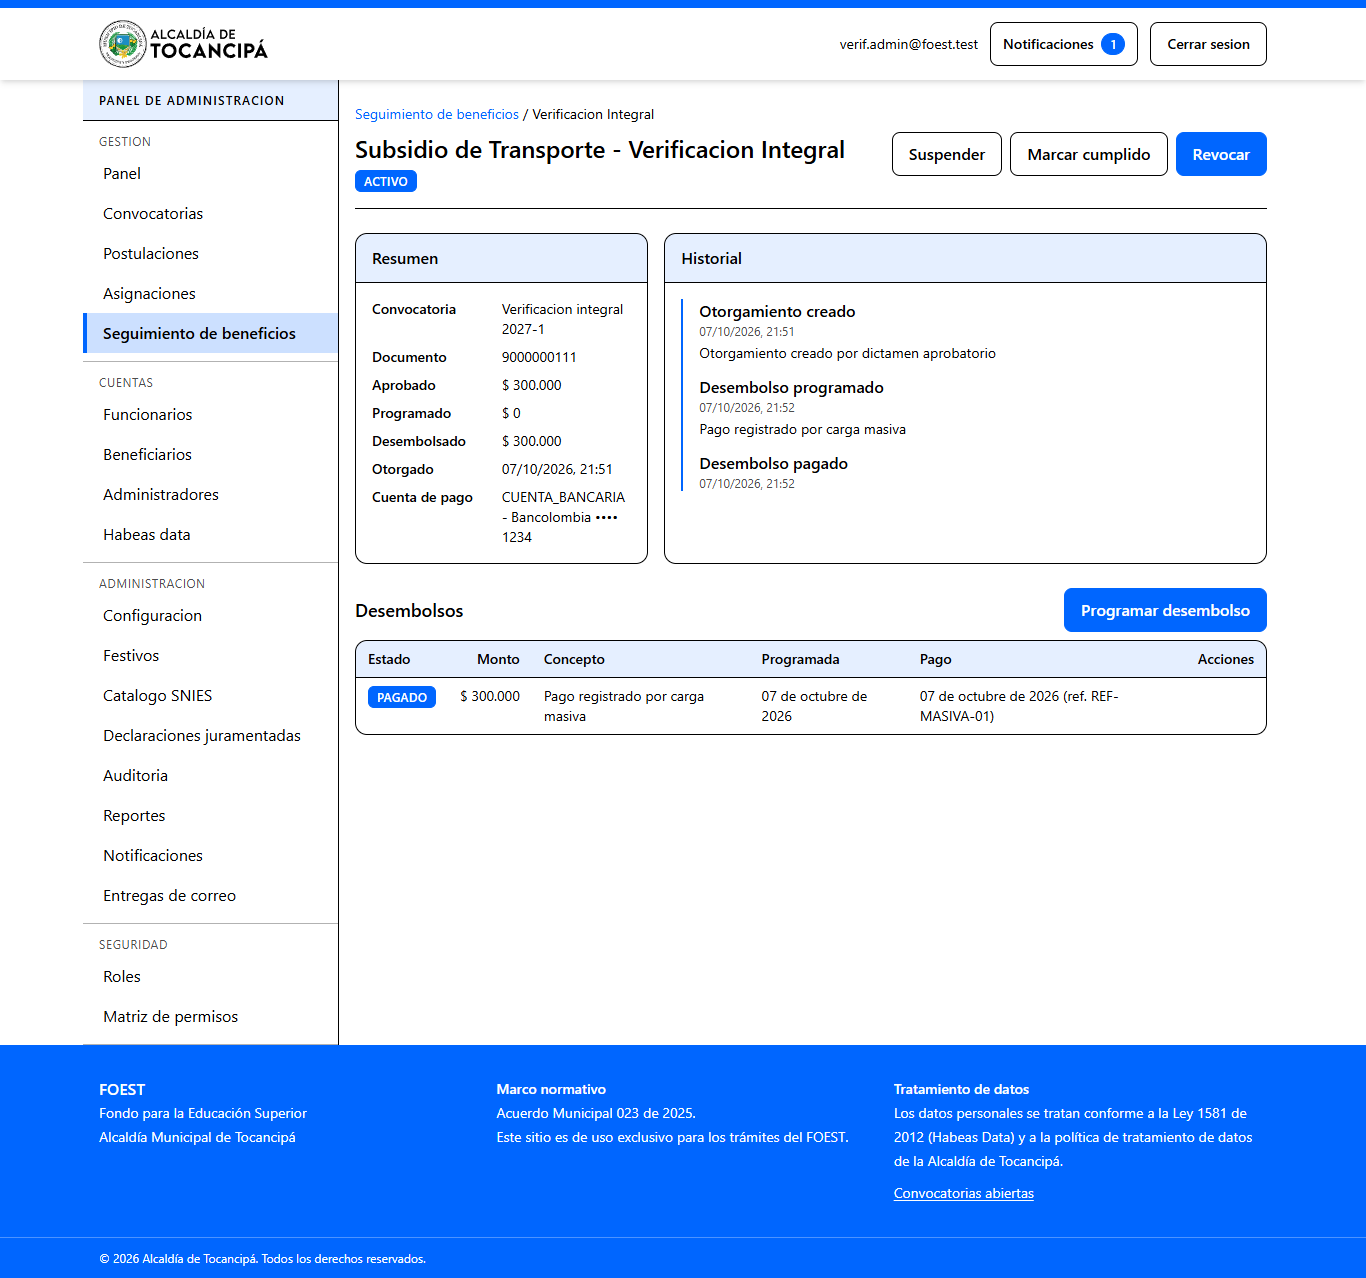 ALCALDÍA DE
TOCANCIPÁ
verif.admin@foest.test
Notificaciones 1
Cerrar sesion
PANEL DE ADMINISTRACION
GESTION
Panel
Convocatorias
Postulaciones
Asignaciones
Seguimiento de beneficios
CUENTAS
Funcionarios
Beneficiarios
Administradores
Habeas data
ADMINISTRACION
Configuracion
Festivos
Catalogo SNIES
Declaraciones juramentadas
Auditoria
Reportes
Notificaciones
Entregas de correo
SEGURIDAD
Roles
Matriz de permisos
Seguimiento de beneficios / Verificacion Integral
Subsidio de Transporte - Verificacion Integral
ACTIVO
Suspender
Marcar cumplido
Revocar
Resumen
Convocatoria Verificacion integral
2027-1
Documento 9000000111
Aprobado $ 300.000
Programado $ 0
Desembolsado $ 300.000
Otorgado 07/10/2026, 21:51
Cuenta de pago CUENTA_BANCARIA
- Bancolombia ••••
1234
Historial
Otorgamiento creado
07/10/2026, 21:51
Otorgamiento creado por dictamen aprobatorio
Desembolso programado
07/10/2026, 21:52
Pago registrado por carga masiva
Desembolso pagado
07/10/2026, 21:52
Desembolsos
Programar desembolso
Estado Monto Concepto Programada Pago Acciones
PAGADO $ 300.000 Pago registrado por carga 07 de octubre de 07 de octubre de 2026 (ref. REF-
masiva 2026 MASIVA-01)
FOEST
Fondo para la Educación Superior
Alcaldía Municipal de Tocancipá
Marco normativo
Acuerdo Municipal 023 de 2025.
Este sitio es de uso exclusivo para los trámites del FOEST.
Tratamiento de datos
Los datos personales se tratan conforme a la Ley 1581 de
2012 (Habeas Data) y a la política de tratamiento de datos
de la Alcaldía de Tocancipá.
Convocatorias abiertas
© 2026 Alcaldía de Tocancipá. Todos los derechos reservados.